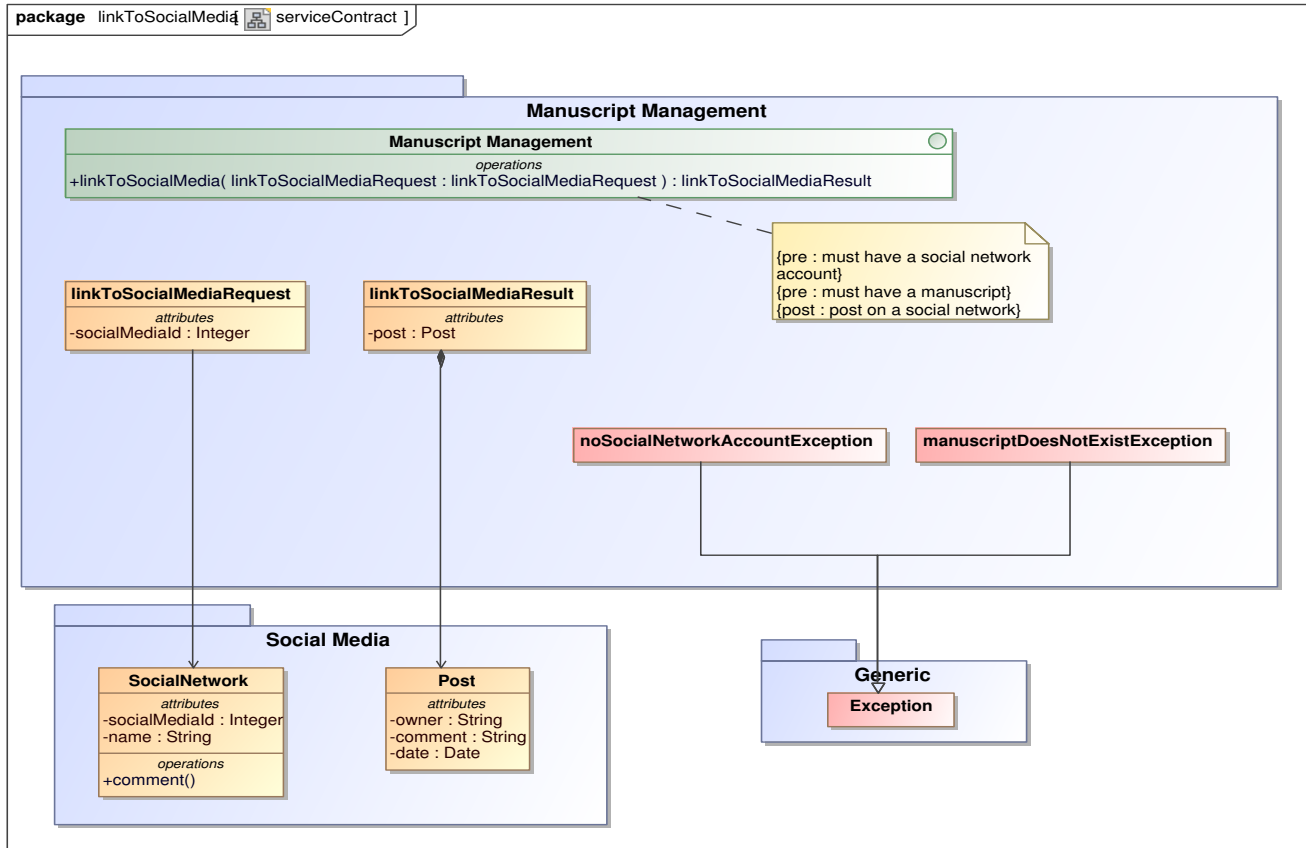 package linkToSocialMedia[ serviceContract ]
Manuscript Management
Manuscript Management
operations
+linkToSocialMedia( linkToSocialMediaRequest : linkToSocialMediaRequest ) : linkToSocialMediaResult
{pre : must have a social network
account}
{pre : must have a manuscript}
{post : post on a social network}
linkToSocialMediaRequest
attributes
-socialMediaId : Integer
linkToSocialMediaResult
attributes
-post : Post
noSocialNetworkAccountException
manuscriptDoesNotExistException
Social Media
SocialNetwork
attributes
-socialMediaId : Integer
-name : String
operations
+comment()
Post
attributes
-owner : String
-comment : String
-date : Date
Generic
Exception